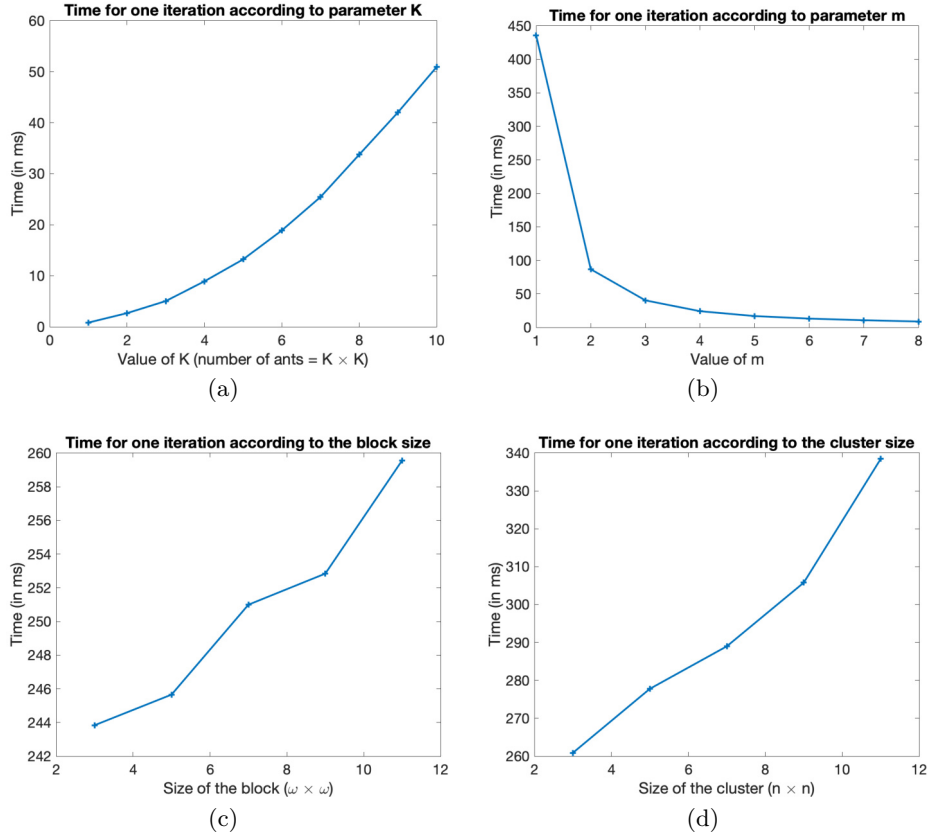 Time for one iteration according to parameter K
60
50
40
30
20
10
0
Time (in ms)
0 2 4 6 8 10
Value of K (number of ants = K × K)
(a)
Time for one iteration according to parameter m
450
400
350
300
250
200
150
100
50
0
Time (in ms)
1 2 3 4 5 6 7 8
Value of m
(b)
Time for one iteration according to the block size
260
258
256
254
252
250
248
246
244
242
Time (in ms)
2 4 6 8 10 12
Size of the block (ω × ω)
(c)
Time for one iteration according to the cluster size
340
330
320
310
300
290
280
270
260
Time (in ms)
2 4 6 8 10 12
Size of the cluster (n × n)
(d)